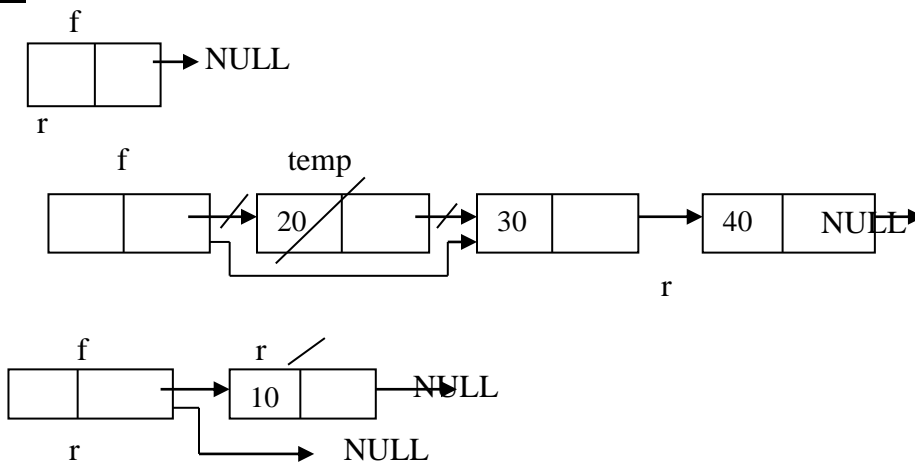 f
NULL
r
f temp
20 30 40 NULL
r
f r
10 NULL
r NULL